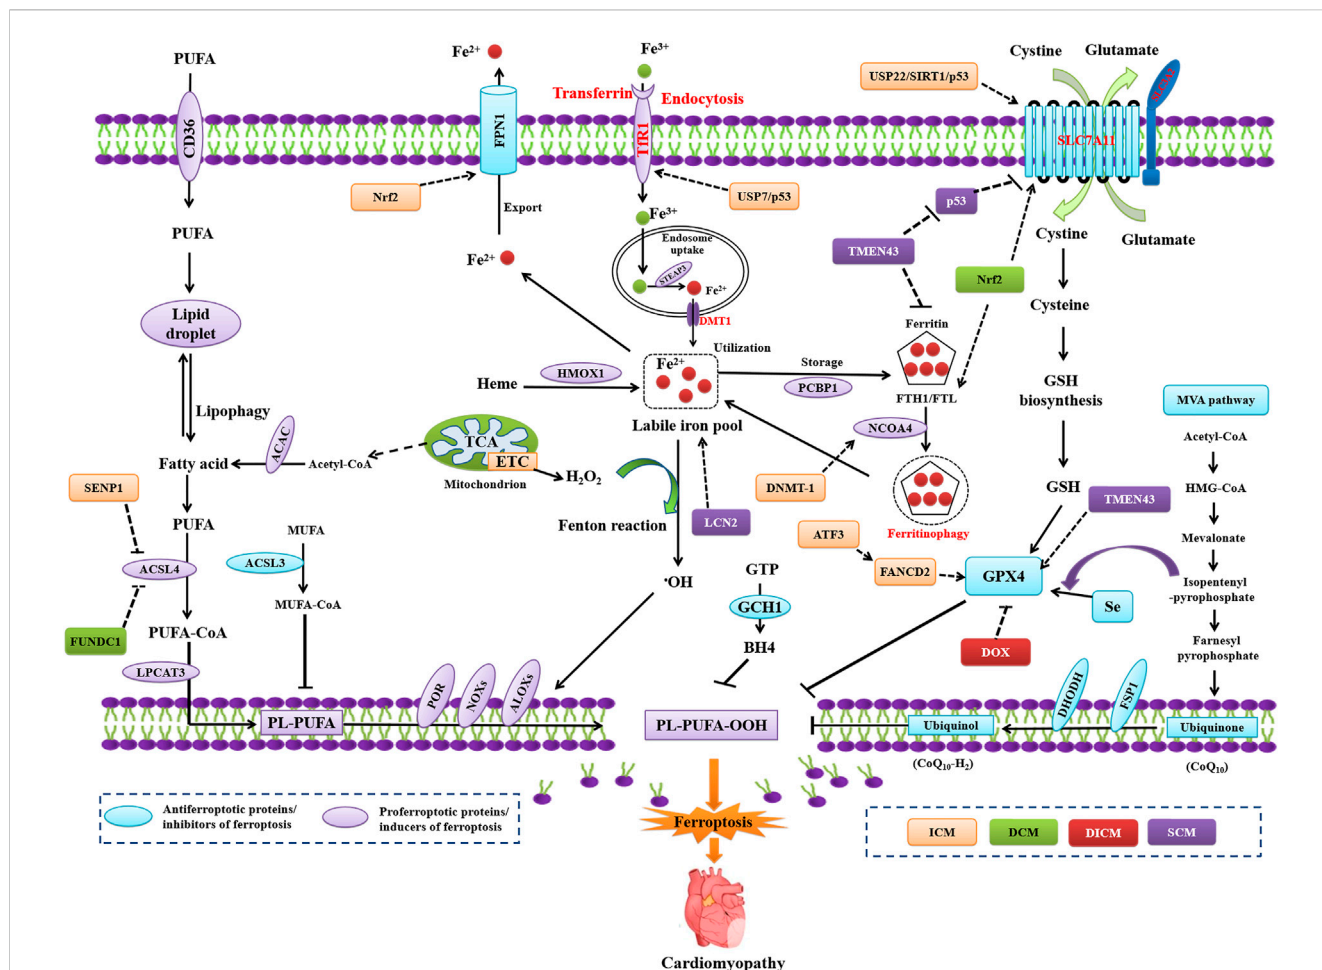 PUFA
CD36
PUFA
Lipid
droplet
Lipophagy
ACAC
Fatty acid
Acetyl-CoA
SENP1
PUFA
ACSL4
FUNDC1
PUFA-CoA
LPCAT3
MUFA
ACSL3
MUFA-CoA
PL-PUFA
POR
NOXs
ALOXs
Fe2+
FPN1
Nrf2
Export
Fe2+
Fe3+
Transferrin
Endocytosis
TfR1
USP7/p53
Fe3+
Endosome
uptake
STEAP3
Fe2+
DMT1
Utilization
Heme
HMOX1
Fe2+
Labile iron pool
Storage
PCBP1
TCA
ETC
Mitochondrion
H2O2
Fenton reaction
LCN2
•OH
GTP
GCH1
BH4
PL-PUFA-OOH
Ferroptosis
Cardiomyopathy
USP22/SIRT1/p53
Cystine
Glutamate
SLC7A11
p53
TMEN43
Nrf2
Cystine
Glutamate
Ferritin
FTH1/FTL
NCOA4
DNMT-1
Ferritinophagy
ATF3
FANCD2
Cysteine
GSH
biosynthesis
GSH
TMEN43
GPX4
Se
DOX
MVA pathway
Acetyl-CoA
HMG-CoA
Mevalonate
Isopentenyl
-pyrophosphate
Farnesyl
pyrophosphate
DHODH
FSP1
Ubiquinol
(CoQ10-H2)
Ubiquinone
(CoQ10)
Antiferroptotic proteins/
inhibitors of ferroptosis
Proferroptotic proteins/
inducers of ferroptosis
ICM
DCM
DICM
SCM